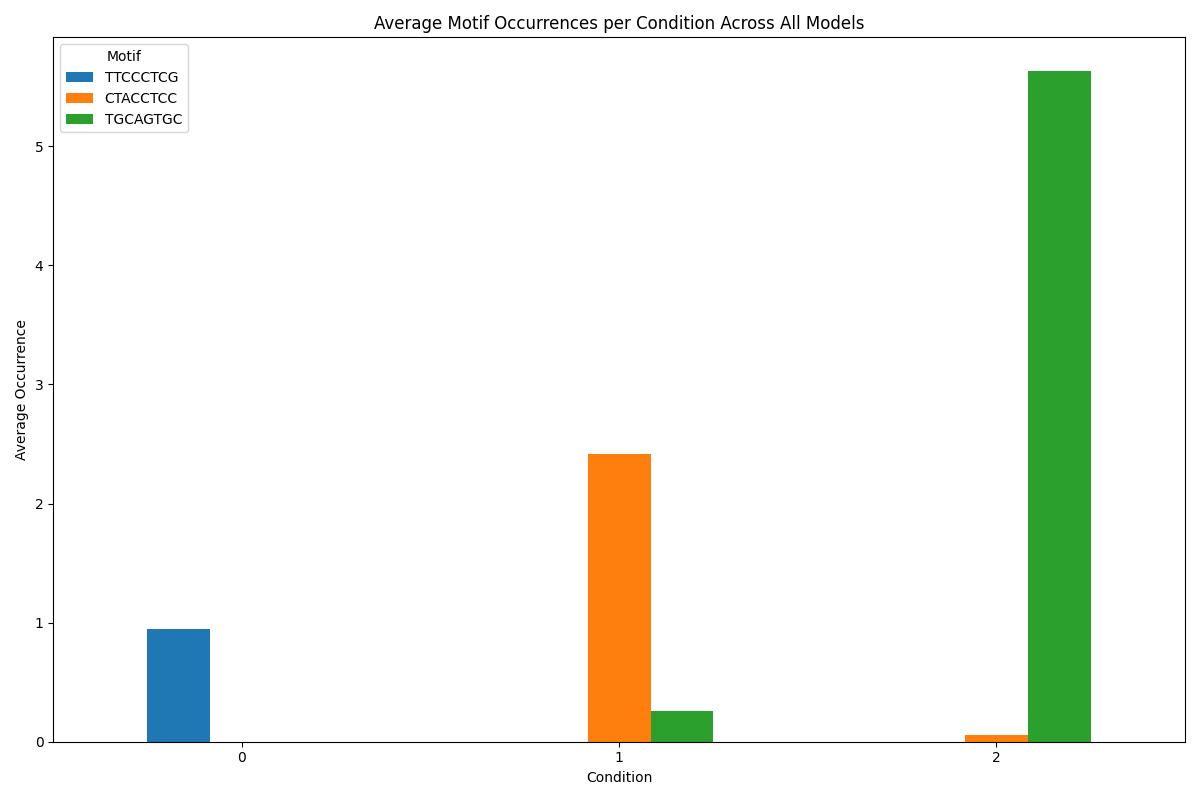 Average Motif Occurrences per Condition Across All Models
Motif
TTCCCTCG
CTACCTCC
TGCAGTGC
Average Occurrence
5
4
3
2
1
0
0 1 2
Condition